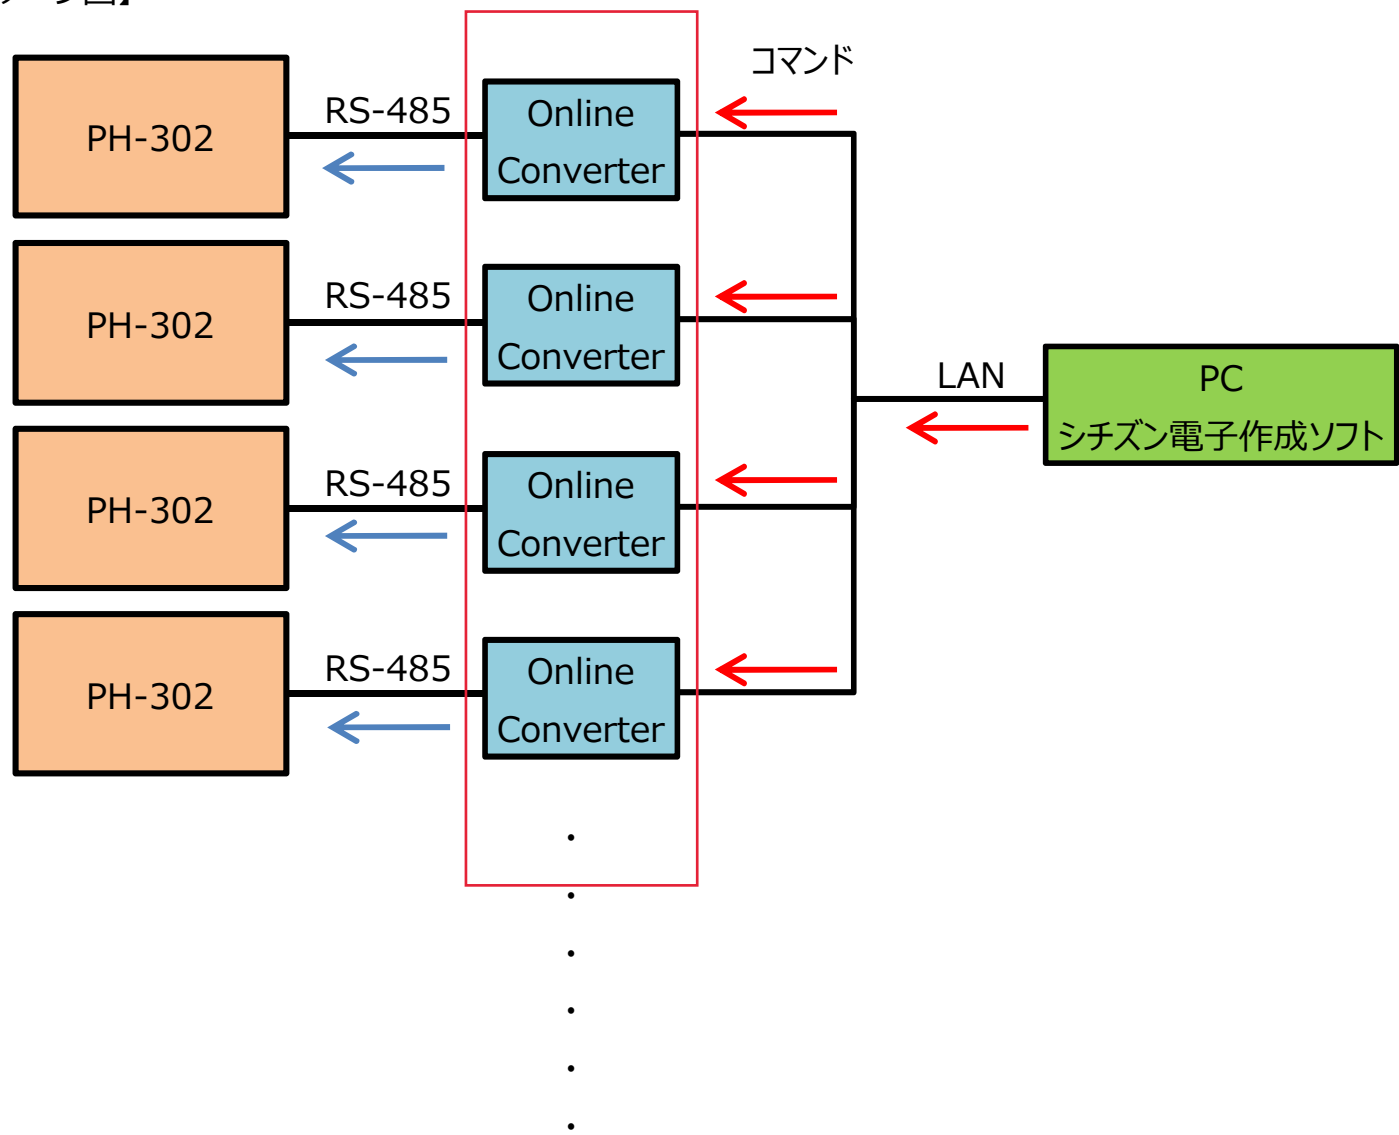 コマンド
PH-302
RS-485
Online
Converter
PH-302
RS-485
Online
Converter
LAN
PC
シチズン電子作成ソフト
PH-302
RS-485
Online
Converter
PH-302
RS-485
Online
Converter
・
・
・
・
・
・